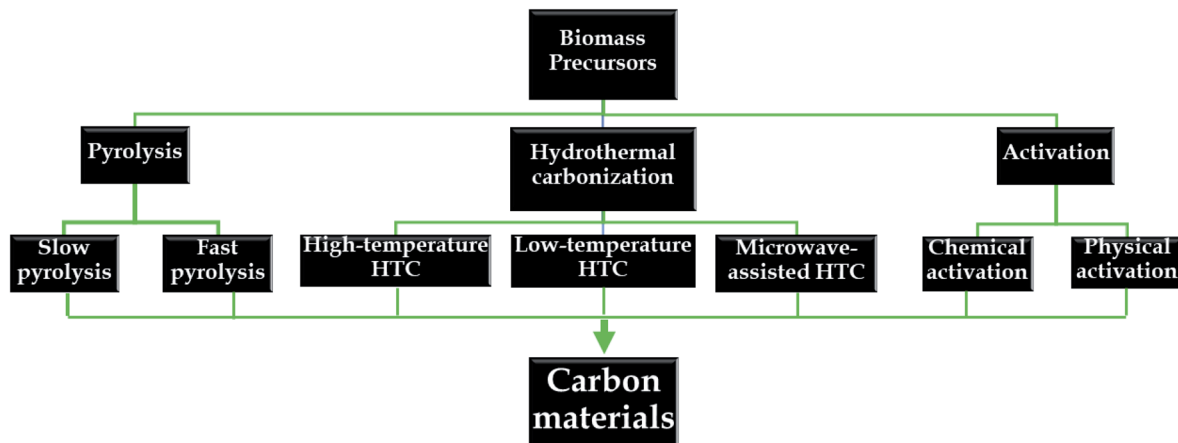 Biomass
Precursors
Pyrolysis
Hydrothermal
carbonization
Activation
Slow
pyrolysis
Fast
pyrolysis
High-temperature
HTC
Low-temperature
HTC
Microwave-
assisted HTC
Chemical
activation
Physical
activation
Carbon
materials